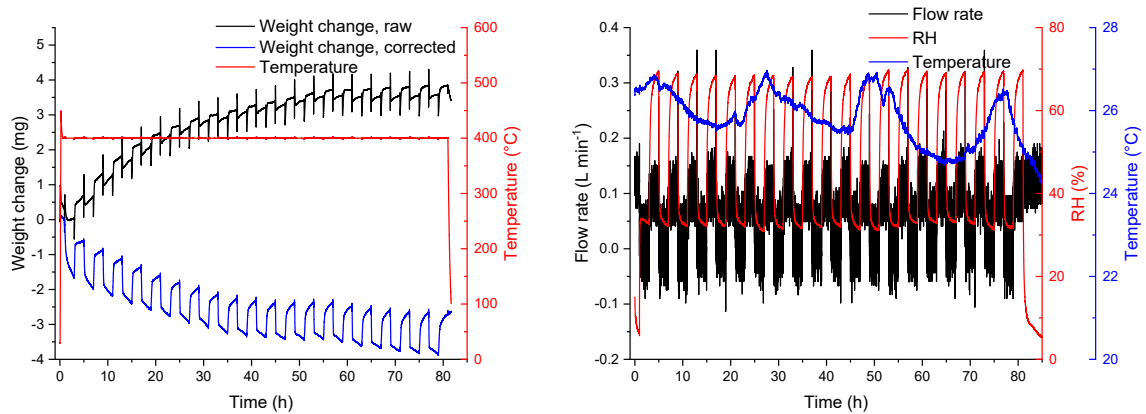 Weight change, raw
Weight change, corrected
Temperature
5
4
3
2
1
0
-1
-2
-3
-4
Weight change (mg)
600
500
400
300
200
100
0
Temperature (°C)
0 10 20 30 40 50 60 70 80
Time (h)
Flow rate
RH
Temperature
0.4
0.3
0.2
0.1
0.0
-0.1
-0.2
Flow rate (L min⁻¹)
80
60
40
20
0
RH (%)
28
26
24
22
20
Temperature (°C)
0 10 20 30 40 50 60 70 80
Time (h)